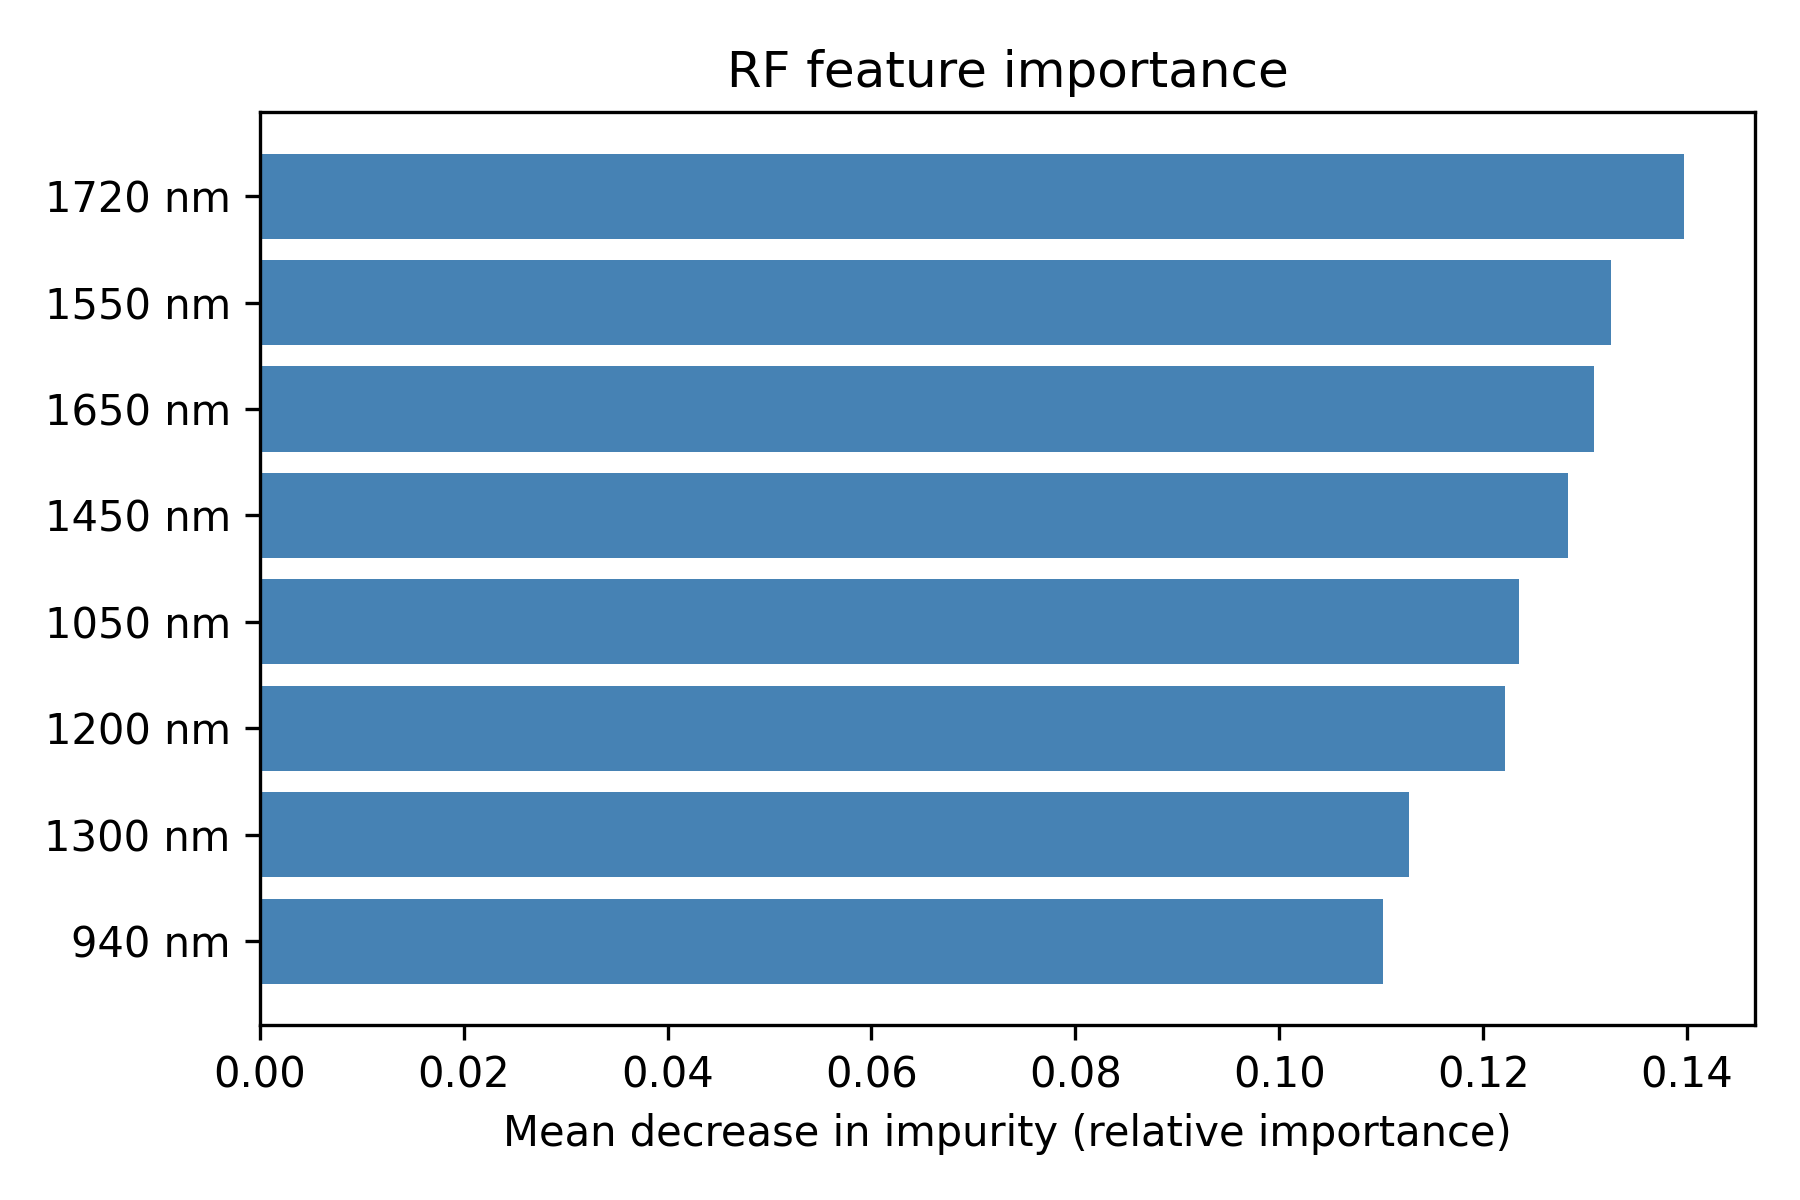 RF feature importance
1720 nm
1550 nm
1650 nm
1450 nm
1050 nm
1200 nm
1300 nm
940 nm
0.00 0.02 0.04 0.06 0.08 0.10 0.12 0.14
Mean decrease in impurity (relative importance)